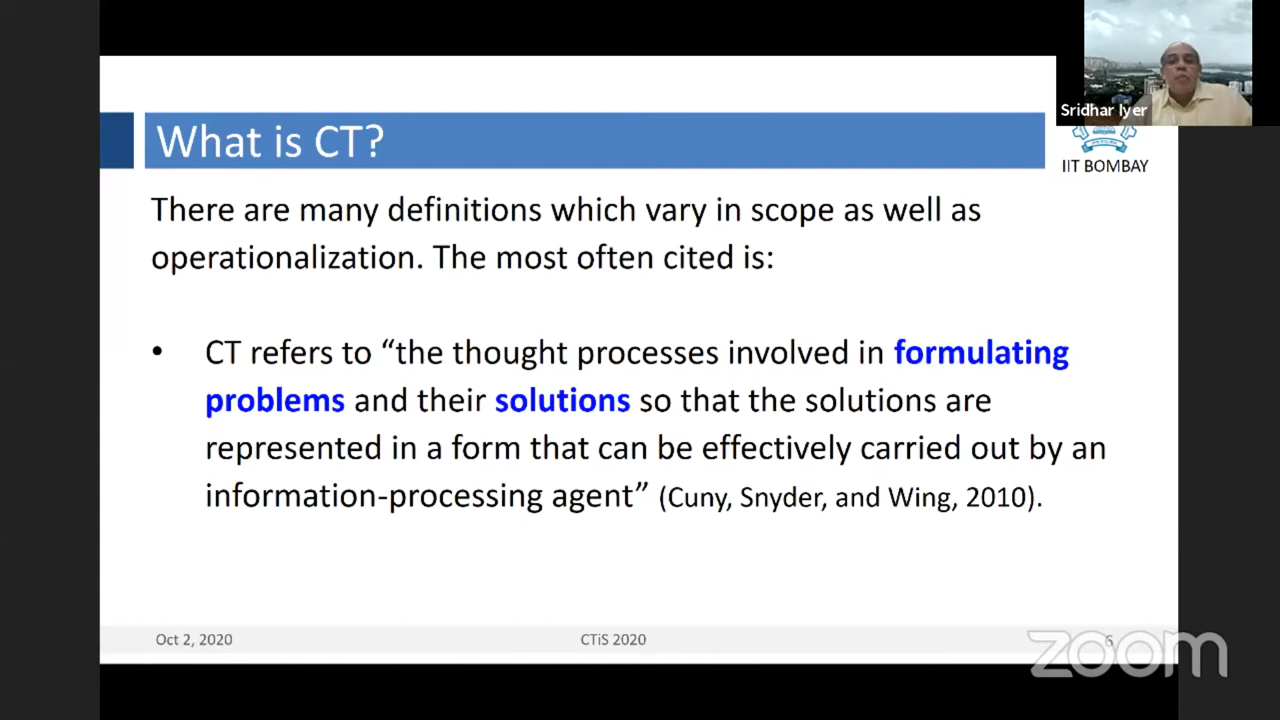 Sridhar Iyer
What is CT?
IIT BOMBAY
There are many definitions which vary in scope as well as
operationalization. The most often cited is:
• CT refers to “the thought processes involved in formulating
problems and their solutions so that the solutions are
represented in a form that can be effectively carried out by an
information-processing agent” (Cuny, Snyder, and Wing, 2010).
Oct 2, 2020
CTiS 2020
6
zoom